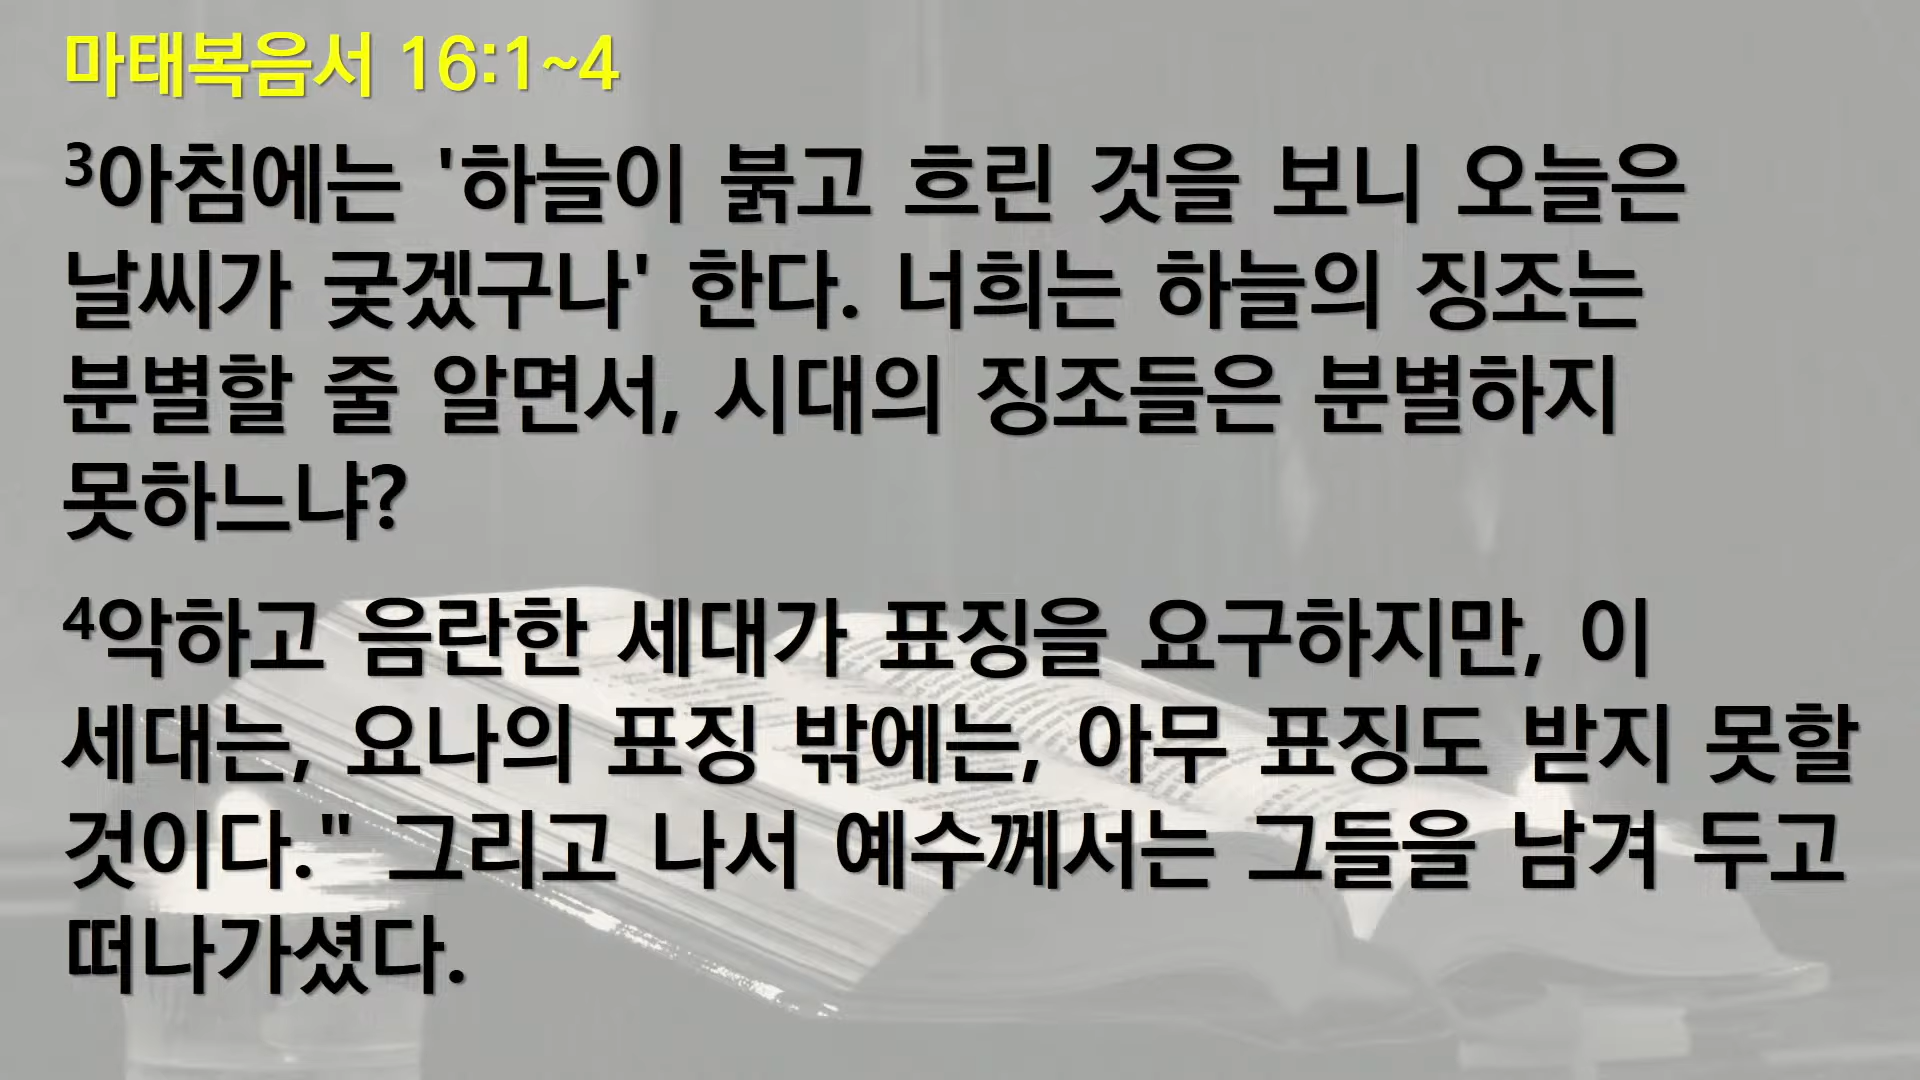 마태복음서 16:1~4
3아침에는 '하늘이 붉고 흐린 것을 보니 오늘은
날씨가 궂겠구나' 한다. 너희는 하늘의 징조는
분별할 줄 알면서, 시대의 징조들은 분별하지
못하느냐?
4악하고 음란한 세대가 표징을 요구하지만, 이
세대는, 요나의 표징 밖에는, 아무 표징도 받지 못할
것이다." 그리고 나서 예수께서는 그들을 남겨 두고
떠나가셨다.